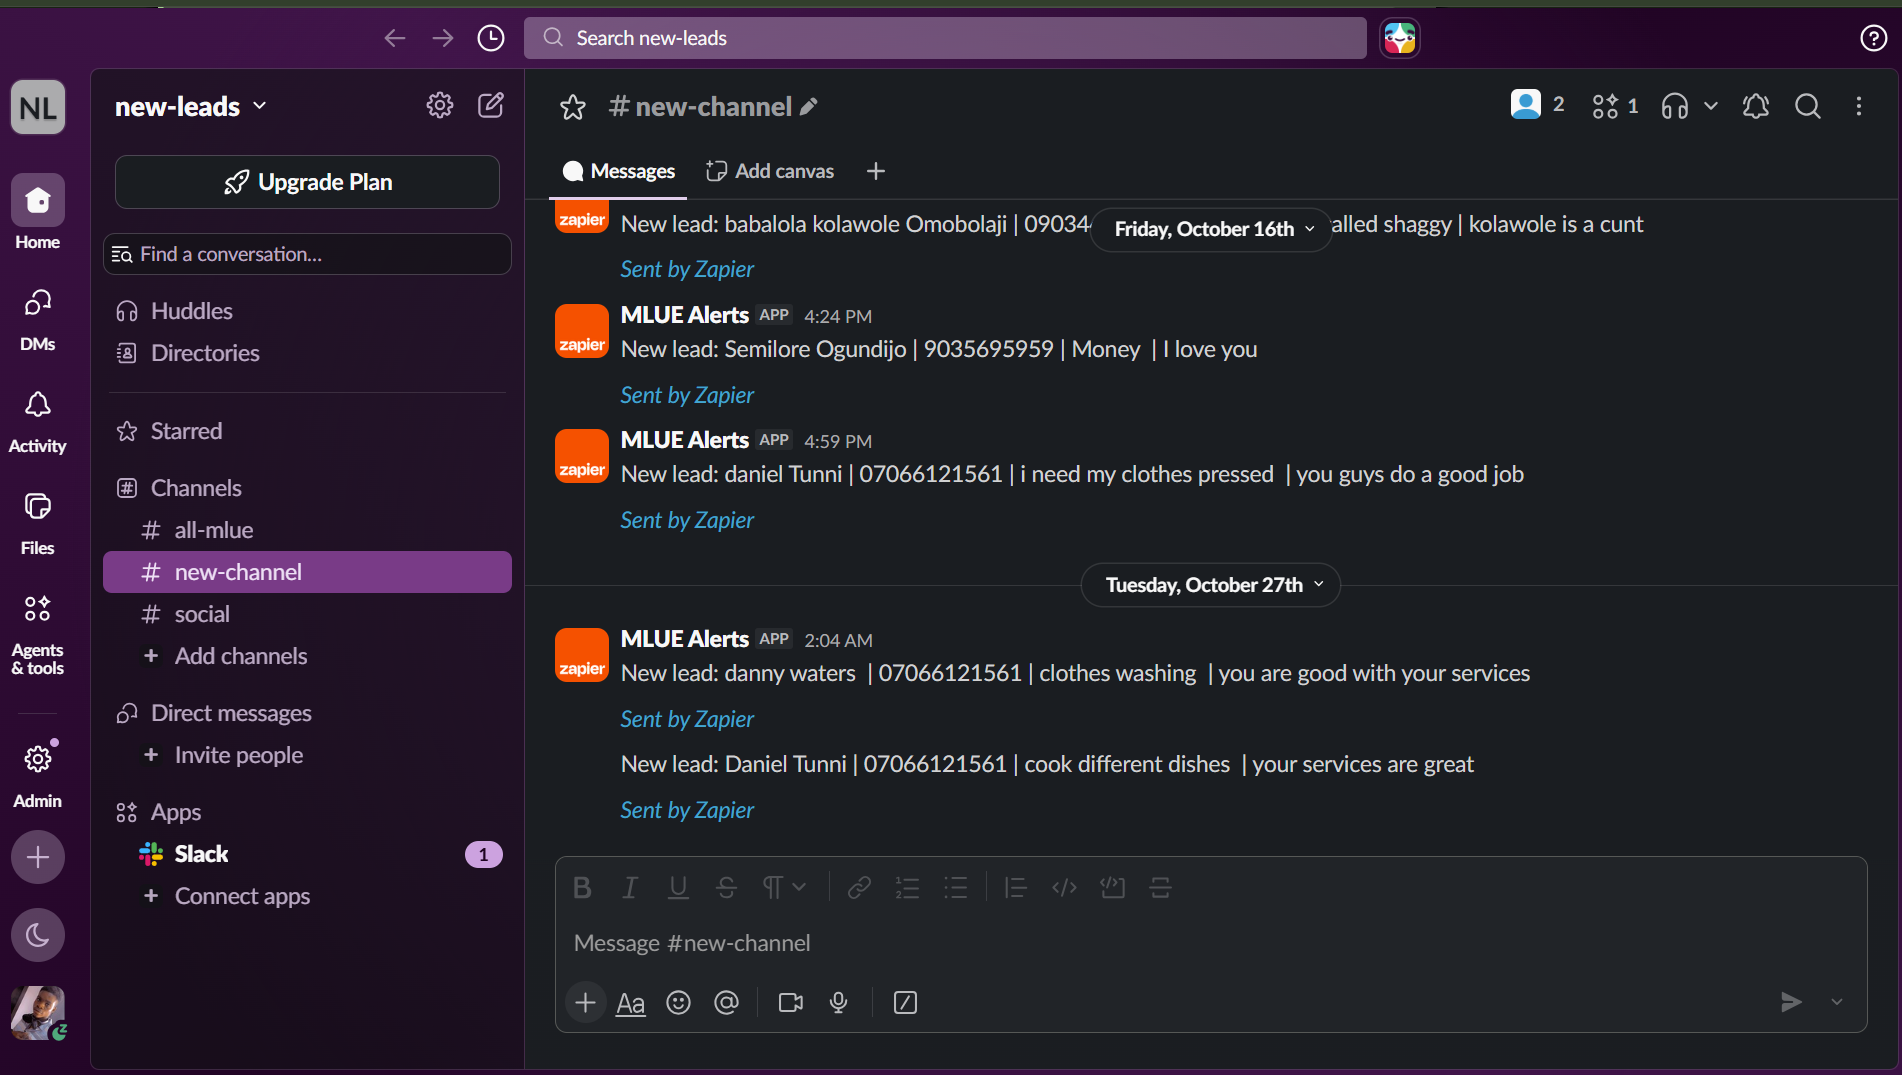 Search new-leads
NL
new-leads
Upgrade Plan
Find a conversation...
Home
DMs
Activity
Files
Agents
& tools
Admin
Huddles
Directories
Starred
Channels
# all-mlue
# new-channel
# social
+ Add channels
Direct messages
+ Invite people
Apps
Slack 1
+ Connect apps
# new-channel
2
1
Messages
Add canvas
+
zapier
New lead: babalola kolawole Omobolaji | 09034
Friday, October 16th
alled shaggy | kolawole is a cunt
Sent by Zapier
zapier
MLUE Alerts APP 4:24 PM
New lead: Semilore Ogundijo | 9035695959 | Money | I love you
Sent by Zapier
zapier
MLUE Alerts APP 4:59 PM
New lead: daniel Tunni | 07066121561 | i need my clothes pressed | you guys do a good job
Sent by Zapier
Tuesday, October 27th
zapier
MLUE Alerts APP 2:04 AM
New lead: danny waters | 07066121561 | clothes washing | you are good with your services
Sent by Zapier
New lead: Daniel Tunni | 07066121561 | cook different dishes | your services are great
Sent by Zapier
B I U S
Message #new-channel
+ Aa @